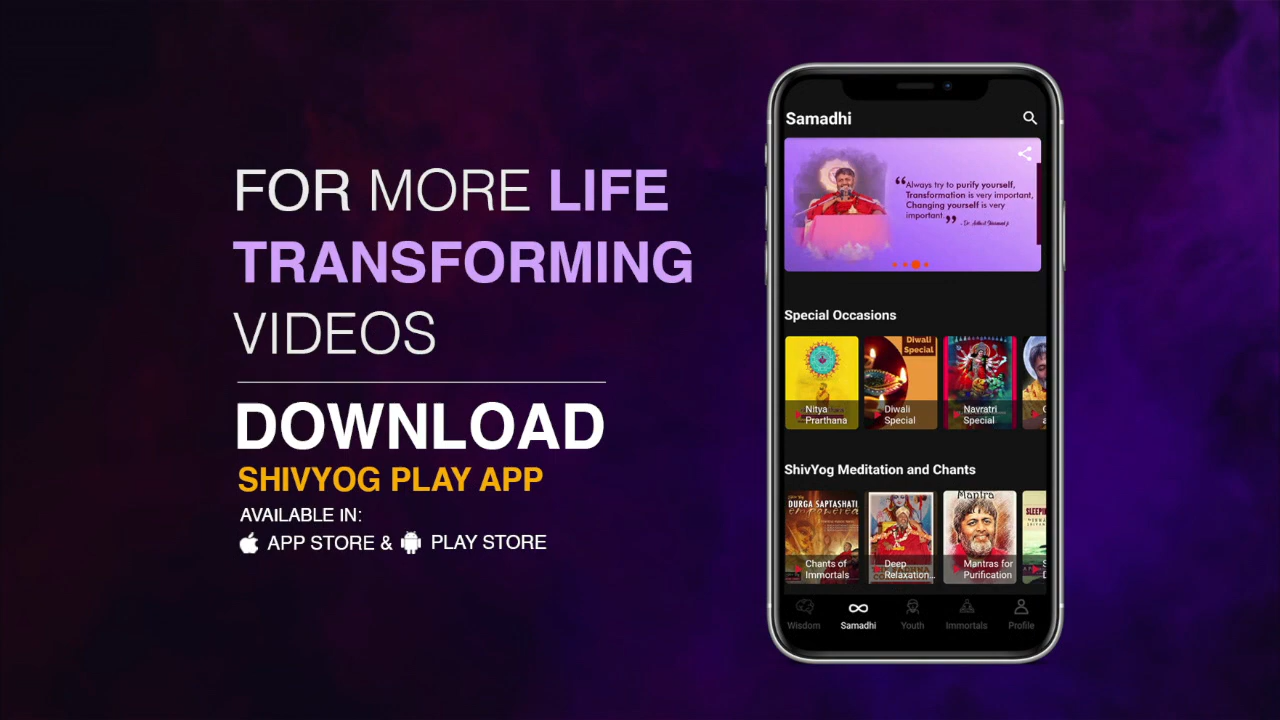 FOR MORE LIFE
TRANSFORMING
VIDEOS
DOWNLOAD
SHIVYOG PLAY APP
AVAILABLE IN:
APP STORE & PLAY STORE
Samadhi
“Always try to purify yourself,
Transformation is very important,
Changing yourself is very
important.”
Special Occasions
Diwali
Special
Nitya
Prarthana
Diwali
Special
Navratri
Special
ShivYog Meditation and Chants
DURGA SAPTASHATI
EMPOWERED
Mantra
SLEEPIN
Chants of
Immortals
Deep
Relaxation...
Mantras for
Purification
Wisdom
Samadhi
Youth
Immortals
Profile